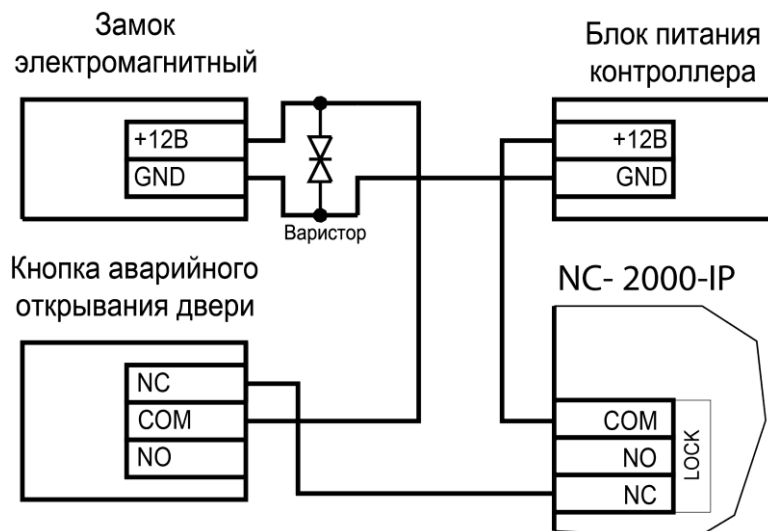 Замок
электромагнитный
+12В
GND
Варистор
Блок питания
контроллера
+12В
GND
Кнопка аварийного
открывания двери
NC
COM
NO
NC- 2000-IP
COM
NO
NC
LOCK